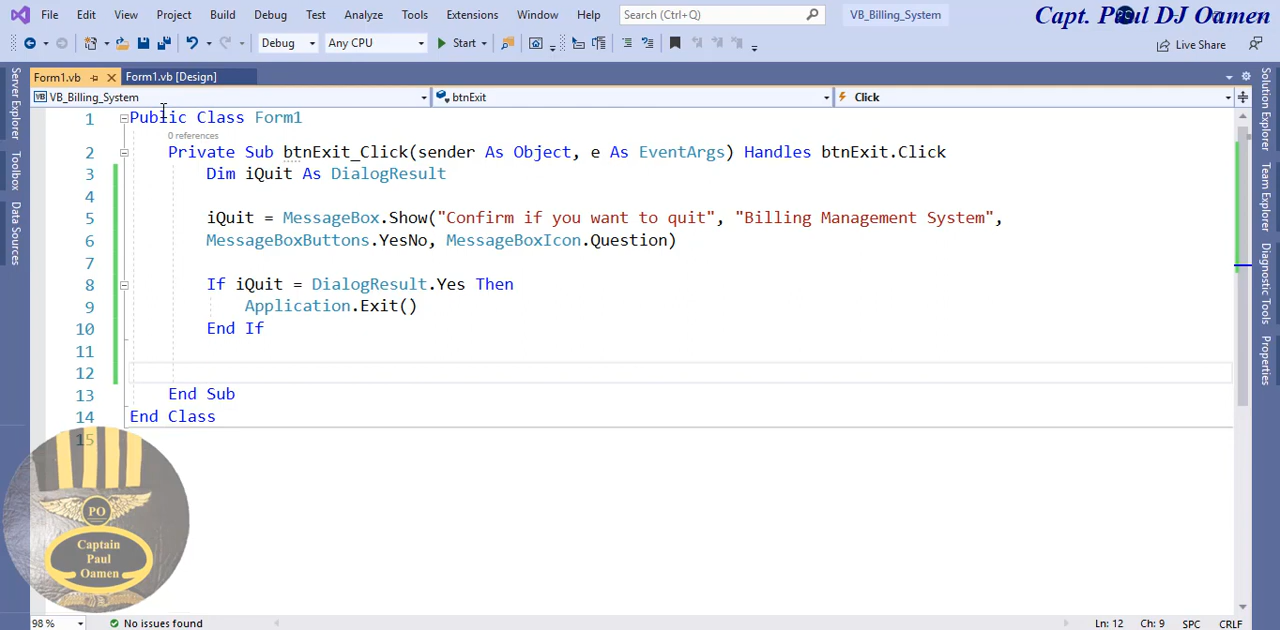 File Edit View Project Build Debug Test Analyze Tools Extensions Window Help Search (Ctrl+Q) VB_Billing_System
Capt. Paul DJ Oamen
Debug Any CPU Start Live Share
Form1.vb Form1.vb [Design]
VB_Billing_System btnExit Click
1 Public Class Form1
0 references
2 Private Sub btnExit_Click(sender As Object, e As EventArgs) Handles btnExit.Click
3 Dim iQuit As DialogResult
4
5 iQuit = MessageBox.Show("Confirm if you want to quit", "Billing Management System",
6 MessageBoxButtons.YesNo, MessageBoxIcon.Question)
7
8 If iQuit = DialogResult.Yes Then
9 Application.Exit()
10 End If
11
12
13 End Sub
14 End Class
15
Server Explorer
Toolbox
Data Sources
Solution Explorer
Team Explorer
Diagnostic Tools
Properties
PO
Captain
Paul
Oamen
98 % No issues found Ln: 12 Ch: 9 SPC CRLF